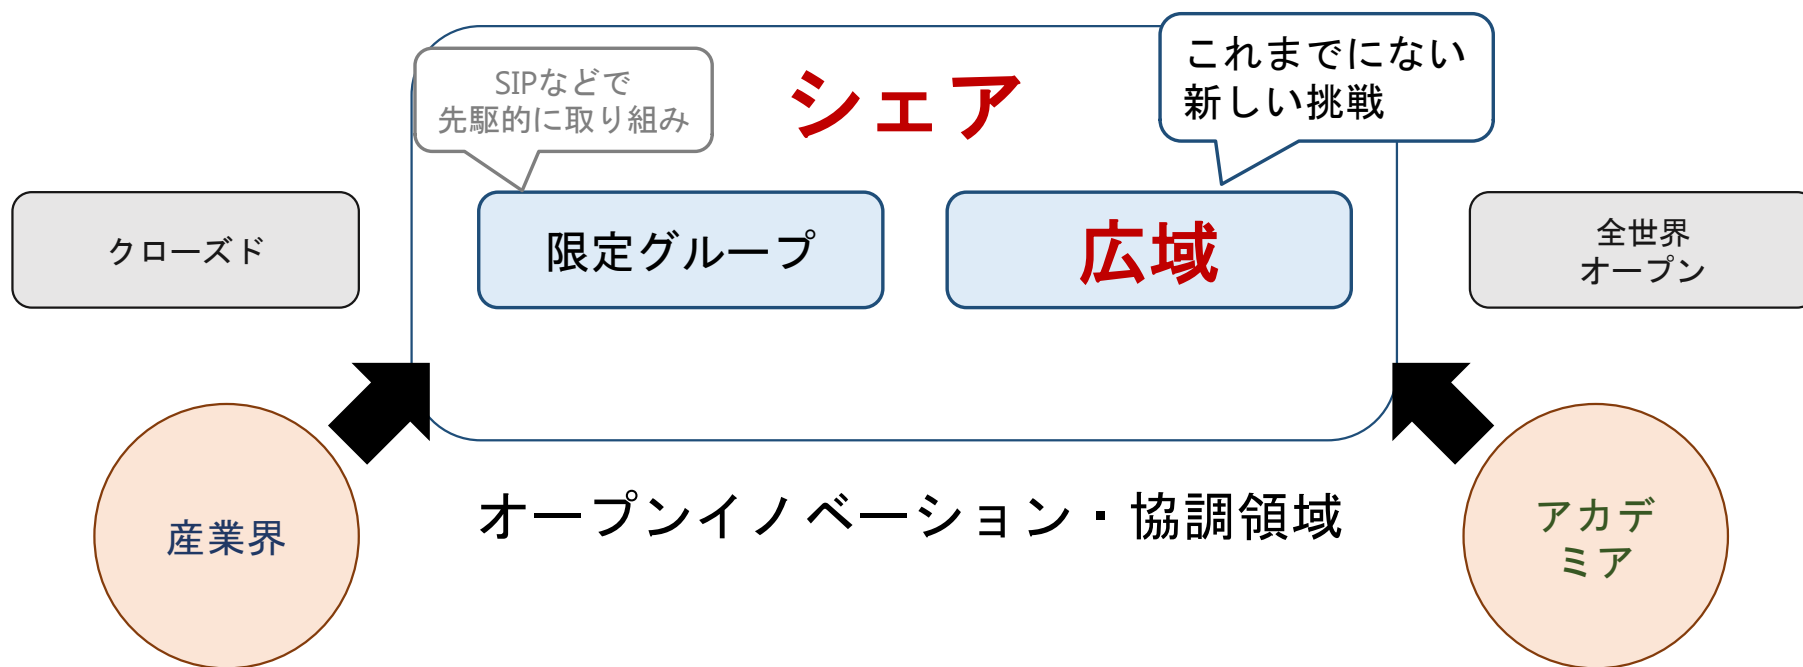 SIPなどで
先駆的に取り組み
シェア
これまでにない
新しい挑戦
クローズド
限定グループ
広域
全世界
オープン
産業界
オープンイノベーション・協調領域
アカデ
ミア